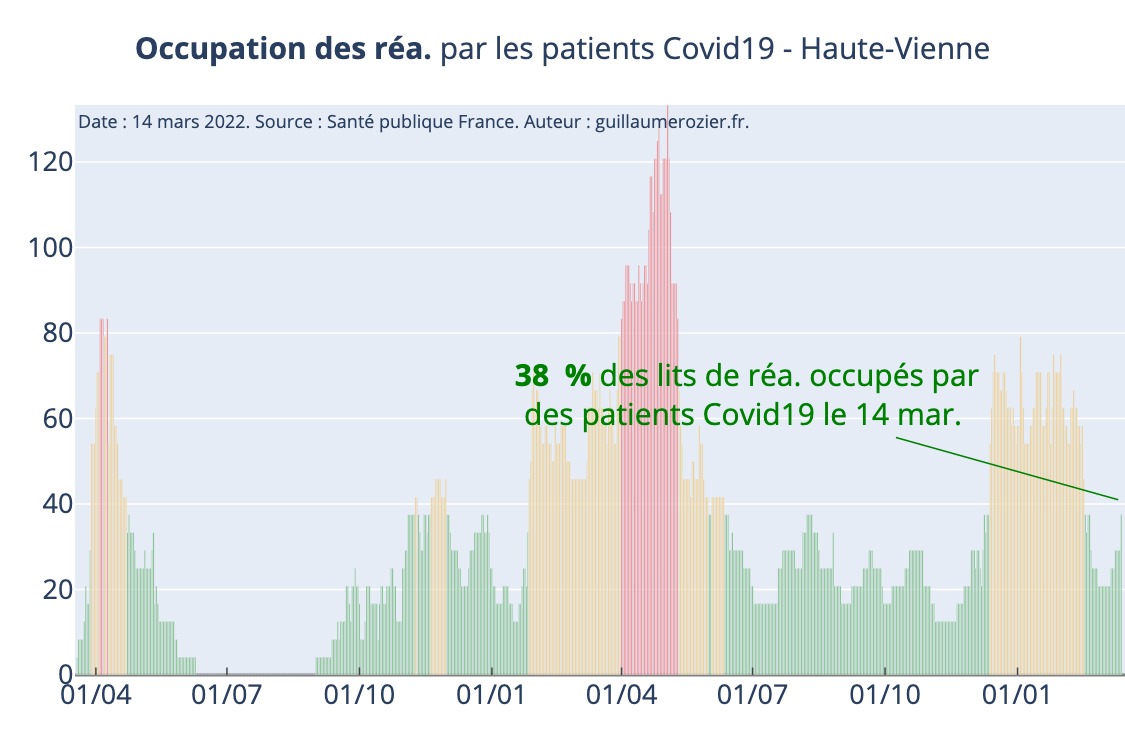 Occupation des réa. par les patients Covid19 - Haute-Vienne
Date : 14 mars 2022. Source : Santé publique France. Auteur : guillaumerozier.fr.
120
100
80
38 % des lits de réa. occupés par
des patients Covid19 le 14 mar.
60
40
20
0
01/04 01/07 01/10 01/01 01/04 01/07 01/10 01/01